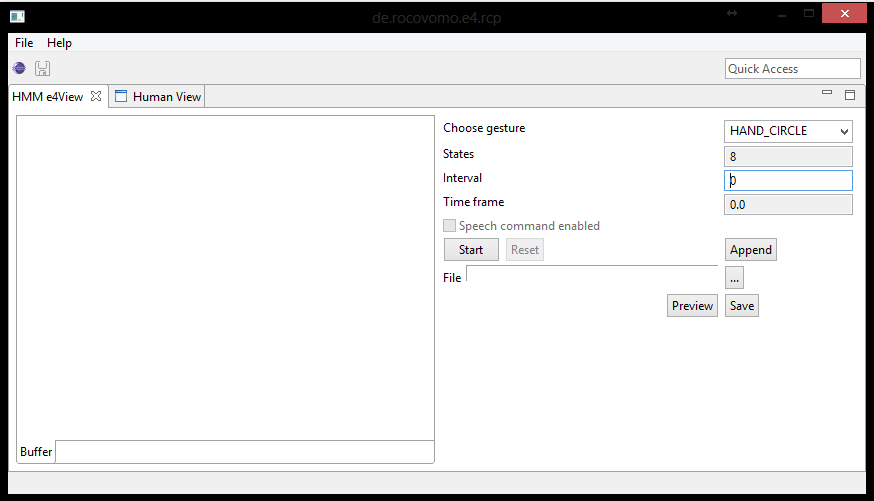 de.rocovomo.e4.rcp
File Help
Quick Access
HMM e4View Human View
Choose gesture HAND_CIRCLE
States 8
Interval 0
Time frame 0.0
Speech command enabled
Start Reset Append
File ...
Preview Save
Buffer